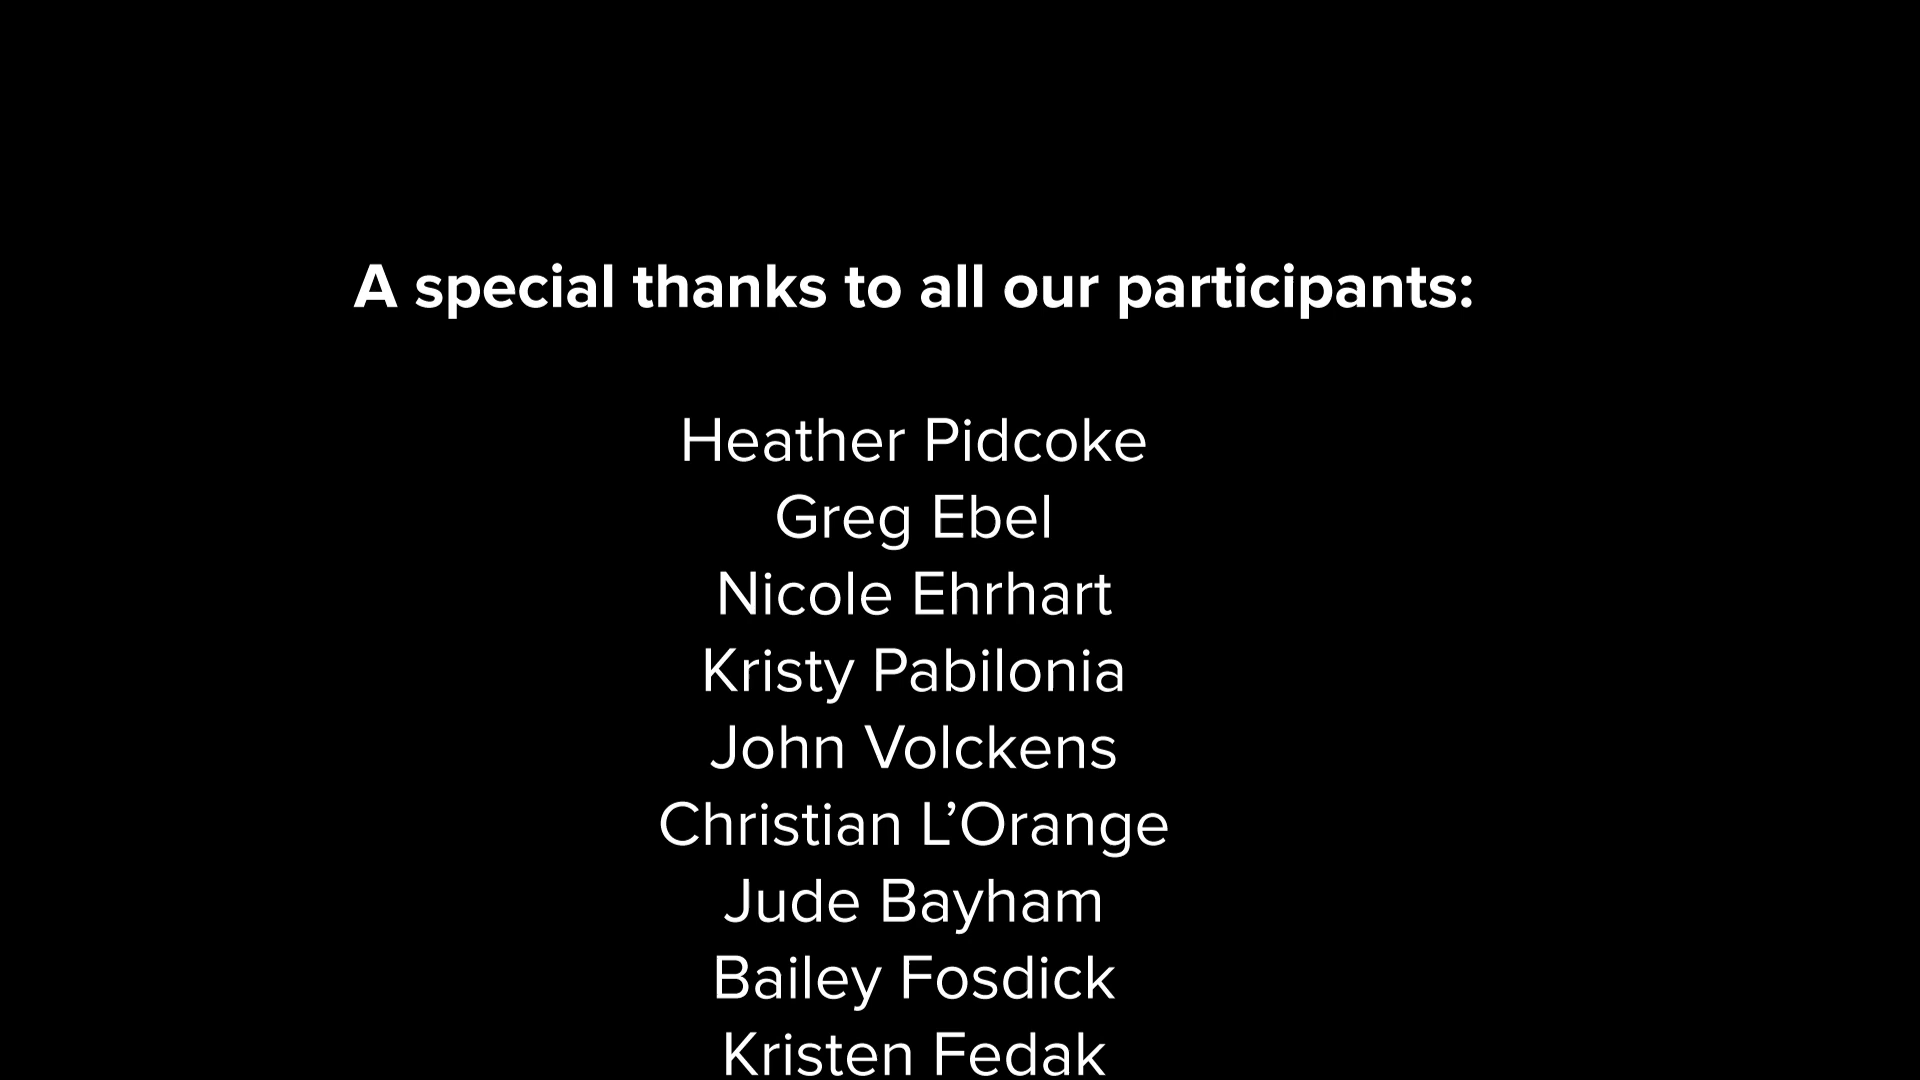 A special thanks to all our participants:
Heather Pidcoke
Greg Ebel
Nicole Ehrhart
Kristy Pabilonia
John Volckens
Christian L’Orange
Jude Bayham
Bailey Fosdick
Kristen Fedak